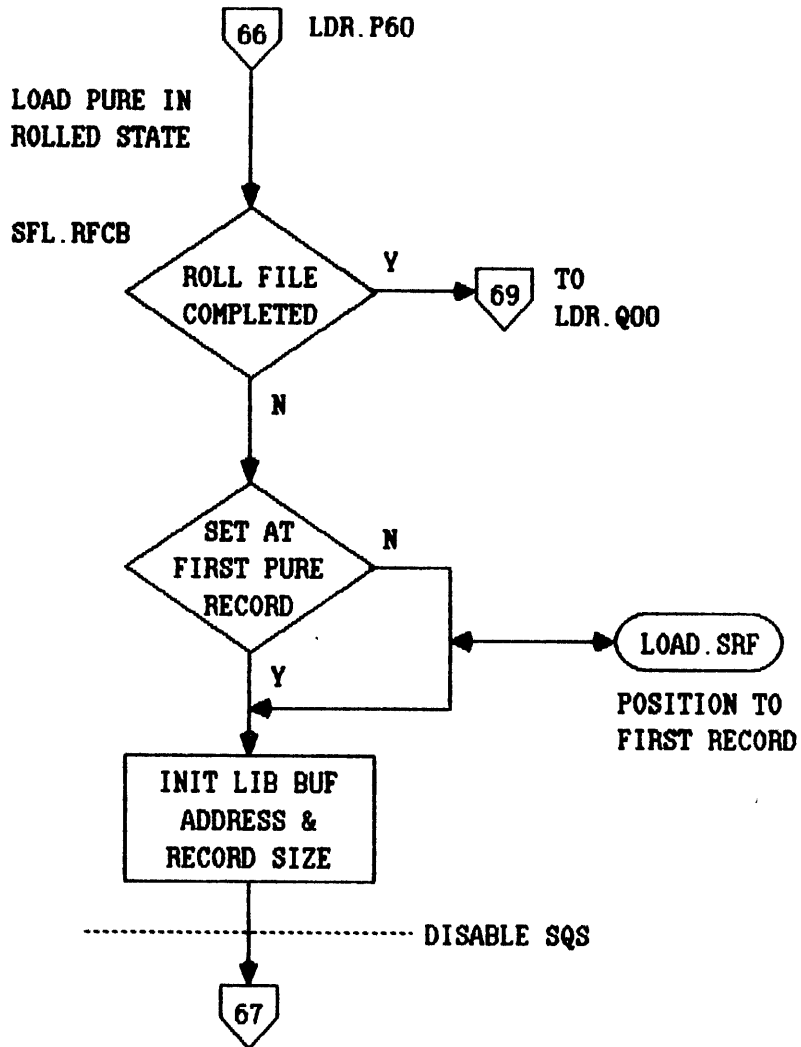 66
LDR.P60
LOAD PURE IN
ROLLED STATE
SFL.RFCB
ROLL FILE
COMPLETED
Y
69
TO
LDR.Q00
N
SET AT
FIRST PURE
RECORD
N
LOAD.SRF
POSITION TO
FIRST RECORD
Y
INIT LIB BUF
ADDRESS &
RECORD SIZE
DISABLE SQS
67